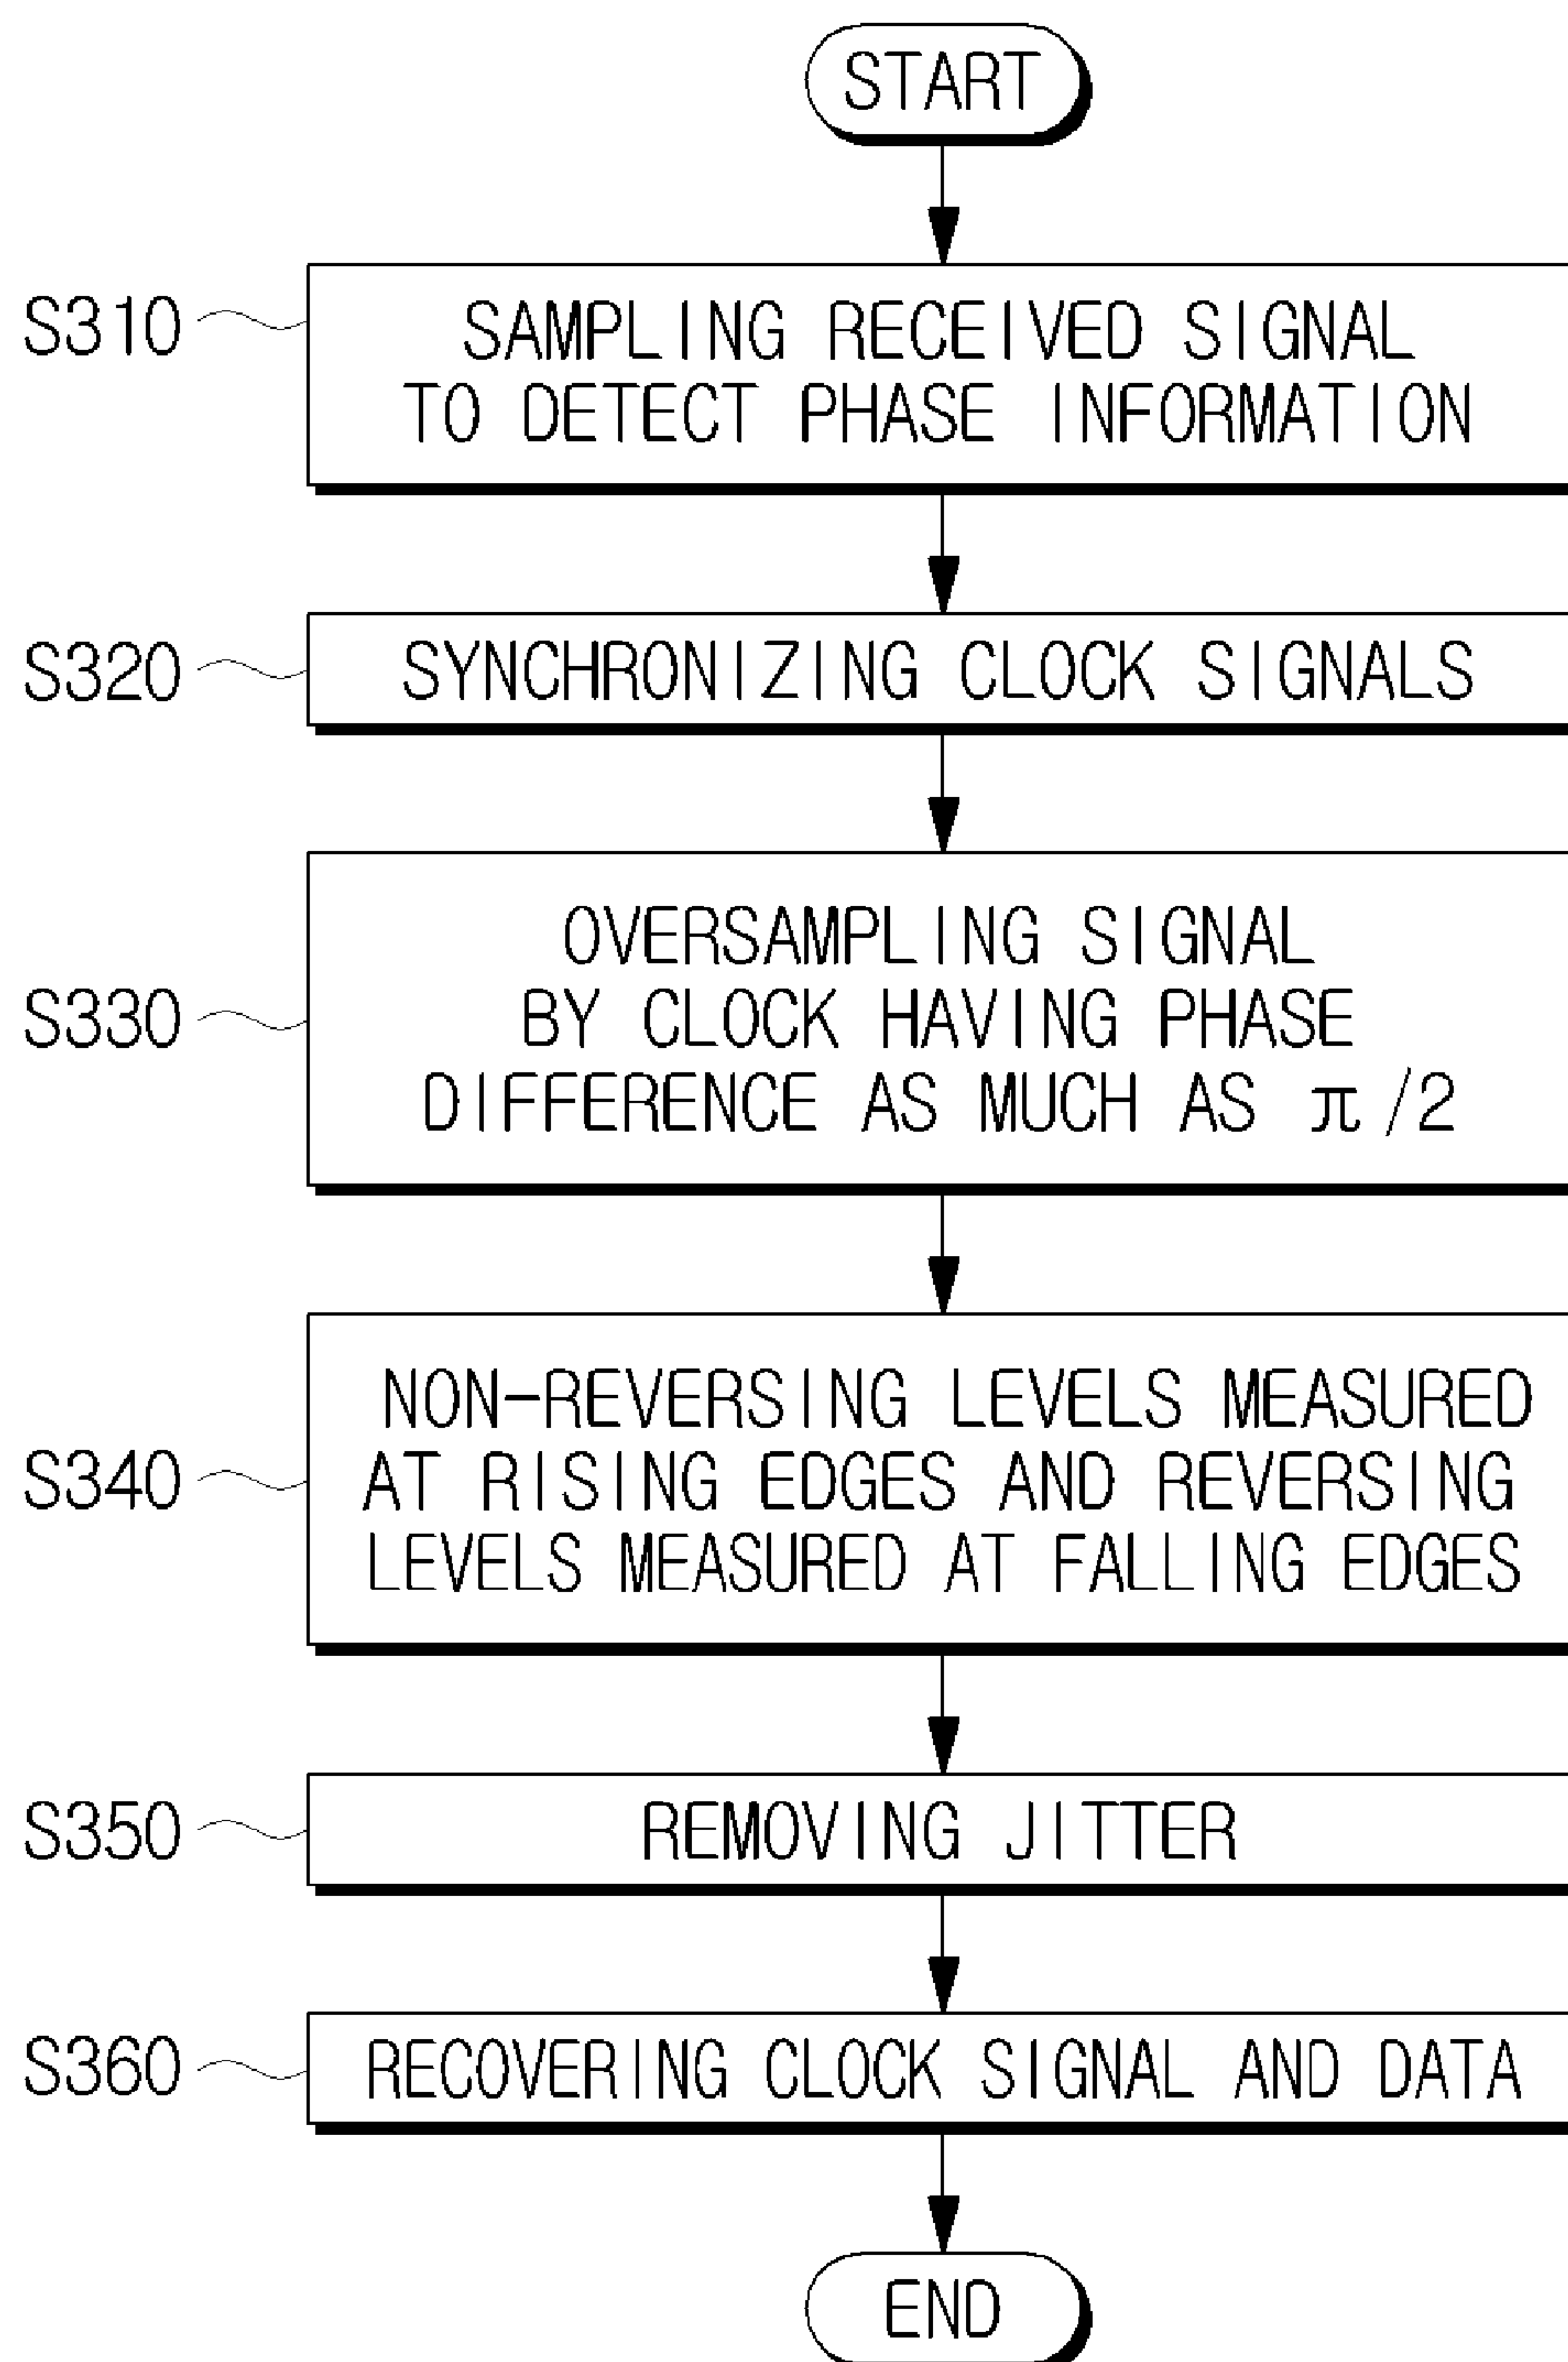 START
S310
SAMPLING RECEIVED SIGNAL
TO DETECT PHASE INFORMATION
S320
SYNCHRONIZING CLOCK SIGNALS
S330
OVERSAMPLING SIGNAL
BY CLOCK HAVING PHASE
DIFFERENCE AS MUCH AS π/2
S340
NON-REVERSING LEVELS MEASURED
AT RISING EDGES AND REVERSING
LEVELS MEASURED AT FALLING EDGES
S350
REMOVING JITTER
S360
RECOVERING CLOCK SIGNAL AND DATA
END